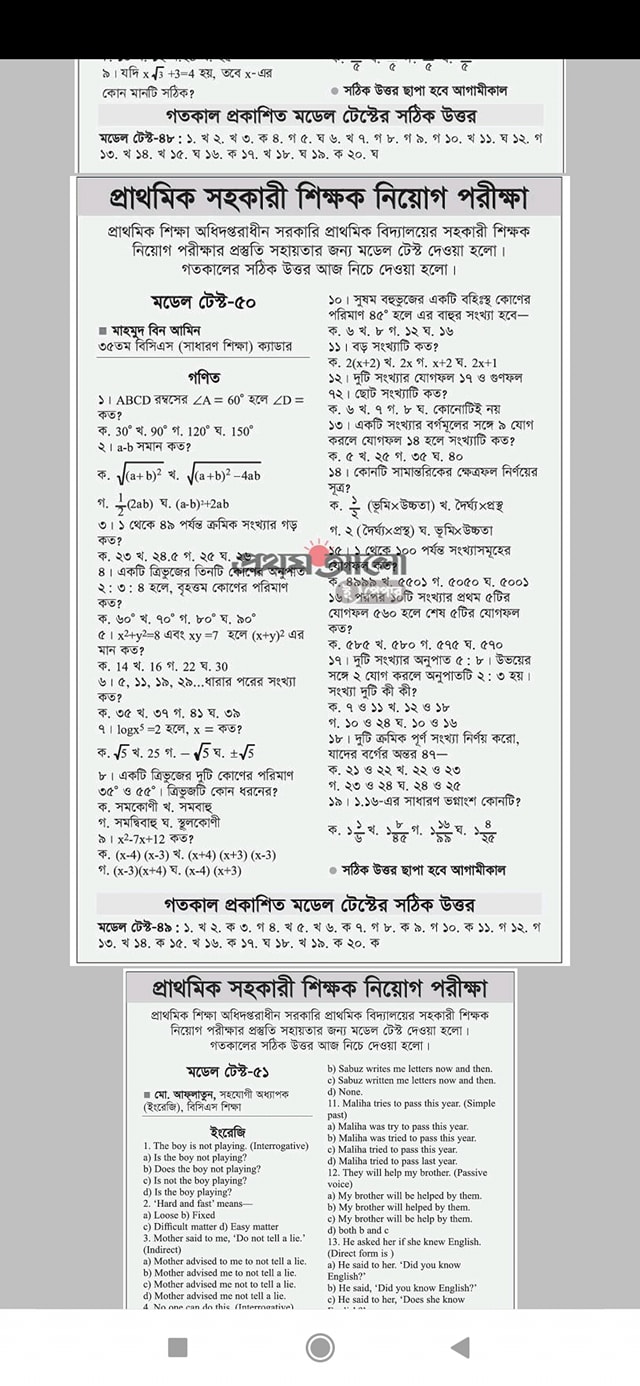 ৯। যদি x√3 +3=4 হয়, তবে x-এর
কোন মানটি সঠিক?
সঠিক উত্তর ছাপা হবে আগামীকাল
গতকাল প্রকাশিত মডেল টেস্টের সঠিক উত্তর
মডেল টেস্ট-৪৮ : ১. খ ২. খ ৩. ক ৪. গ ৫. ঘ ৬. খ ৭. গ ৮. গ ৯. গ ১০. খ ১১. ঘ ১২. গ
১৩. খ ১৪. খ ১৫. ঘ ১৬. ক ১৭. খ ১৮. ঘ ১৯. ক ২০. ঘ
প্রাথমিক সহকারী শিক্ষক নিয়োগ পরীক্ষা
প্রাথমিক শিক্ষা অধিদপ্তরাধীন সরকারি প্রাথমিক বিদ্যালয়ের সহকারী শিক্ষক
নিয়োগ পরীক্ষার প্রস্তুতি সহায়তার জন্য মডেল টেস্ট দেওয়া হলো।
গতকালের সঠিক উত্তর আজ নিচে দেওয়া হলো।
মডেল টেস্ট-৫০
মাহমুদ বিন আমিন
৩৫তম বিসিএস (সাধারণ শিক্ষা) ক্যাডার
গণিত
১। ABCD রম্বসের ∠A = 60° হলে ∠D =
কত?
ক. 30° খ. 90° গ. 120° ঘ. 150°
২। a-b সমান কত?
ক. √(a+b)² খ. √(a+b)²-4ab
গ. 1/2(2ab) ঘ. (a-b)²+2ab
৩। ১ থেকে ৪৯ পর্যন্ত ক্রমিক সংখ্যার গড়
কত?
ক. ২৩ খ. ২৪.৫ গ. ২৫ ঘ. ২৬
৪। একটি ত্রিভুজের তিনটি কোণের অনুপাত
২ : ৩ : ৪ হলে, বৃহত্তম কোণের পরিমাণ
কত?
ক. ৬০° খ. ৭০° গ. ৮০° ঘ. ৯০°
৫। x²+y²=8 এবং xy =7 হলে (x+y)² এর
মান কত?
ক. 14 খ. 16 গ. 22 ঘ. 30
৬। ৫, ১১, ১৯, ২৯...ধারার পরের সংখ্যা
কত?
ক. ৩৫ খ. ৩৭ গ. ৪১ ঘ. ৩৯
৭। logx⁵ =2 হলে, x = কত?
ক. √5 খ. 25 গ. -√5 ঘ. ±√5
৮। একটি ত্রিভুজের দুটি কোণের পরিমাণ
৩৫° ও ৫৫°। ত্রিভুজটি কোন ধরনের?
ক. সমকোণী খ. সমবাহু
গ. সমদ্বিবাহু ঘ. স্থূলকোণী
৯। x²-7x+12 কত?
ক. (x-4) (x-3) খ. (x+4) (x+3) (x-3)
গ. (x-3)(x+4) ঘ. (x-4) (x+3)
১০। সুষম বহুভুজের একটি বহিঃস্থ কোণের
পরিমাণ ৪৫° হলে এর বাহুর সংখ্যা হবে—
ক. ৬ খ. ৮ গ. ১২ ঘ. ১৬
১১। বড় সংখ্যাটি কত?
ক. 2(x+2) খ. 2x গ. x+2 ঘ. 2x+1
১২। দুটি সংখ্যার যোগফল ১৭ ও গুণফল
৭২। ছোট সংখ্যাটি কত?
ক. ৬ খ. ৭ গ. ৮ ঘ. কোনোটিই নয়
১৩। একটি সংখ্যার বর্গমূলের সঙ্গে ৯ যোগ
করলে যোগফল ১৪ হলে সংখ্যাটি কত?
ক. ৫ খ. ২৫ গ. ৩৫ ঘ. ৪০
১৪। কোনটি সামান্তরিকের ক্ষেত্রফল নির্ণয়ের
সূত্র?
ক. ১/২ (ভূমি×উচ্চতা) খ. দৈর্ঘ্য×প্রস্থ
গ. ২ (দৈর্ঘ্য×প্রস্থ) ঘ. ভূমি×উচ্চতা
১৫। ১ থেকে ১০০ পর্যন্ত সংখ্যাসমূহের
যোগফল কত?
ক. ৪৯৯৯ খ. ৫৫০১ গ. ৫০৫০ ঘ. ৫০০১
১৬। পরপর ১০টি সংখ্যার প্রথম ৫টির
যোগফল ৫৬০ হলে শেষ ৫টির যোগফল
কত?
ক. ৫৮৫ খ. ৫৮০ গ. ৫৭৫ ঘ. ৫৭০
১৭। দুটি সংখ্যার অনুপাত ৫ : ৮। উভয়ের
সঙ্গে ২ যোগ করলে অনুপাতটি ২ : ৩ হয়।
সংখ্যা দুটি কী কী?
ক. ৭ ও ১১ খ. ১২ ও ১৮
গ. ১০ ও ২৪ ঘ. ১০ ও ১৬
১৮। দুটি ক্রমিক পূর্ণ সংখ্যা নির্ণয় করো,
যাদের বর্গের অন্তর ৪৭—
ক. ২১ ও ২২ খ. ২২ ও ২৩
গ. ২৩ ও ২৪ ঘ. ২৪ ও ২৫
১৯। ১.১৬-এর সাধারণ ভগ্নাংশ কোনটি?
ক. ১ ১/৬ খ. ১ ৮/৪৫ গ. ১ ১৬/৯৯ ঘ. ১ ৪/২৫
সঠিক উত্তর ছাপা হবে আগামীকাল
প্রথম আলো
ই পেপার
গতকাল প্রকাশিত মডেল টেস্টের সঠিক উত্তর
মডেল টেস্ট-৪৯ : ১. খ ২. ক ৩. গ ৪. খ ৫. খ ৬. ক ৭. গ ৮. ক ৯. গ ১০. ক ১১. গ ১২. গ
১৩. খ ১৪. ক ১৫. খ ১৬. ক ১৭. ঘ ১৮. খ ১৯. ক ২০. ক
প্রাথমিক সহকারী শিক্ষক নিয়োগ পরীক্ষা
প্রাথমিক শিক্ষা অধিদপ্তরাধীন সরকারি প্রাথমিক বিদ্যালয়ের সহকারী শিক্ষক
নিয়োগ পরীক্ষার প্রস্তুতি সহায়তার জন্য মডেল টেস্ট দেওয়া হলো।
গতকালের সঠিক উত্তর আজ নিচে দেওয়া হলো।
মডেল টেস্ট-৫১
মো. আফ্লাতুন, সহযোগী অধ্যাপক
(ইংরেজি), বিসিএস শিক্ষা
ইংরেজি
1. The boy is not playing. (Interrogative)
a) Is the boy not playing?
b) Does the boy not playing?
c) Is not the boy playing?
d) Is the boy playing?
2. ‘Hard and fast’ means—
a) Loose b) Fixed
c) Difficult matter d) Easy matter
3. Mother said to me, ‘Do not tell a lie.’
(Indirect)
a) Mother advised to me to not tell a lie.
b) Mother advised me to not tell a lie.
c) Mother advised me not to tell a lie.
d) Mother advised me not tell a lie.
4. No one can do this. (Interrogative)
b) Sabuz writes me letters now and then.
c) Sabuz written me letters now and then.
d) None.
11. Maliha tries to pass this year. (Simple
past)
a) Maliha was try to pass this year.
b) Maliha was tried to pass this year.
c) Maliha tried to pass this year.
d) Maliha tried to pass last year.
12. They will help my brother. (Passive
voice)
a) My brother will be helped by them.
b) My brother will helped by them.
c) My brother will be help by them.
d) both b and c
13. He asked her if she knew English.
(Direct form is )
a) He said to her. ‘Did you know
English?’
b) He said, ‘Did you know English?’
c) He said to her, ‘Does she know